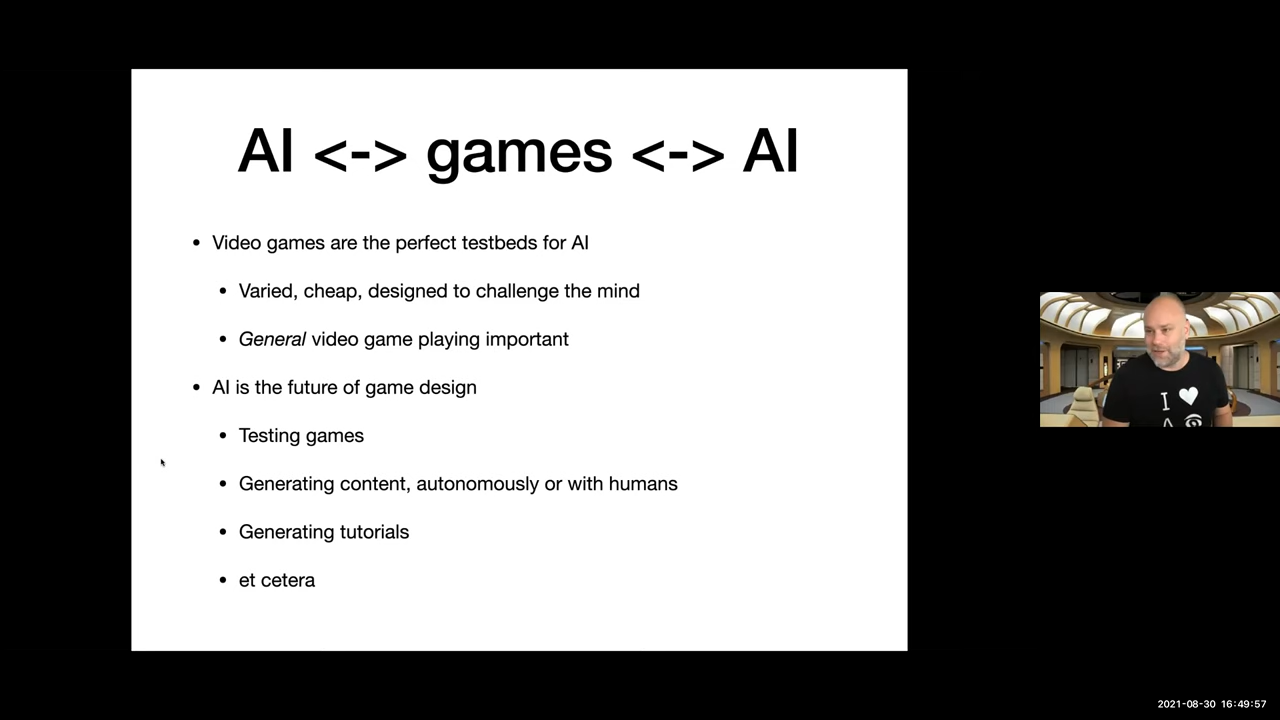 AI <-> games <-> AI
• Video games are the perfect testbeds for AI
• Varied, cheap, designed to challenge the mind
• General video game playing important
• AI is the future of game design
• Testing games
• Generating content, autonomously or with humans
• Generating tutorials
• et cetera
I ♥
2021-08-30 16:49:57